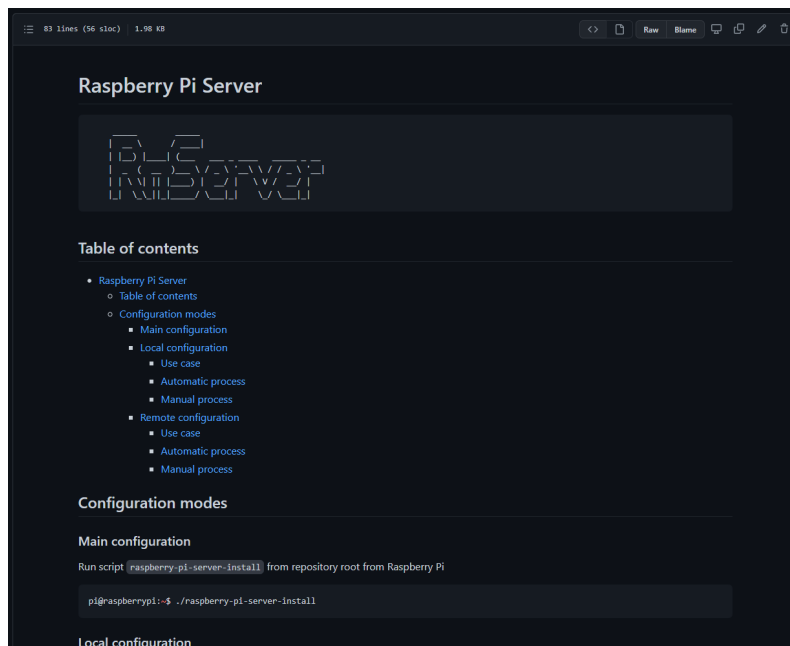 83 lines (56 sloc) 1.98 KB
Raw Blame
Raspberry Pi Server
Table of contents
Raspberry Pi Server
Table of contents
Configuration modes
Main configuration
Local configuration
Use case
Automatic process
Manual process
Remote configuration
Use case
Automatic process
Manual process
Configuration modes
Main configuration
Run script raspberry-pi-server-install from repository root from Raspberry Pi
pi@raspberrypi:~$ ./raspberry-pi-server-install
Local configuration